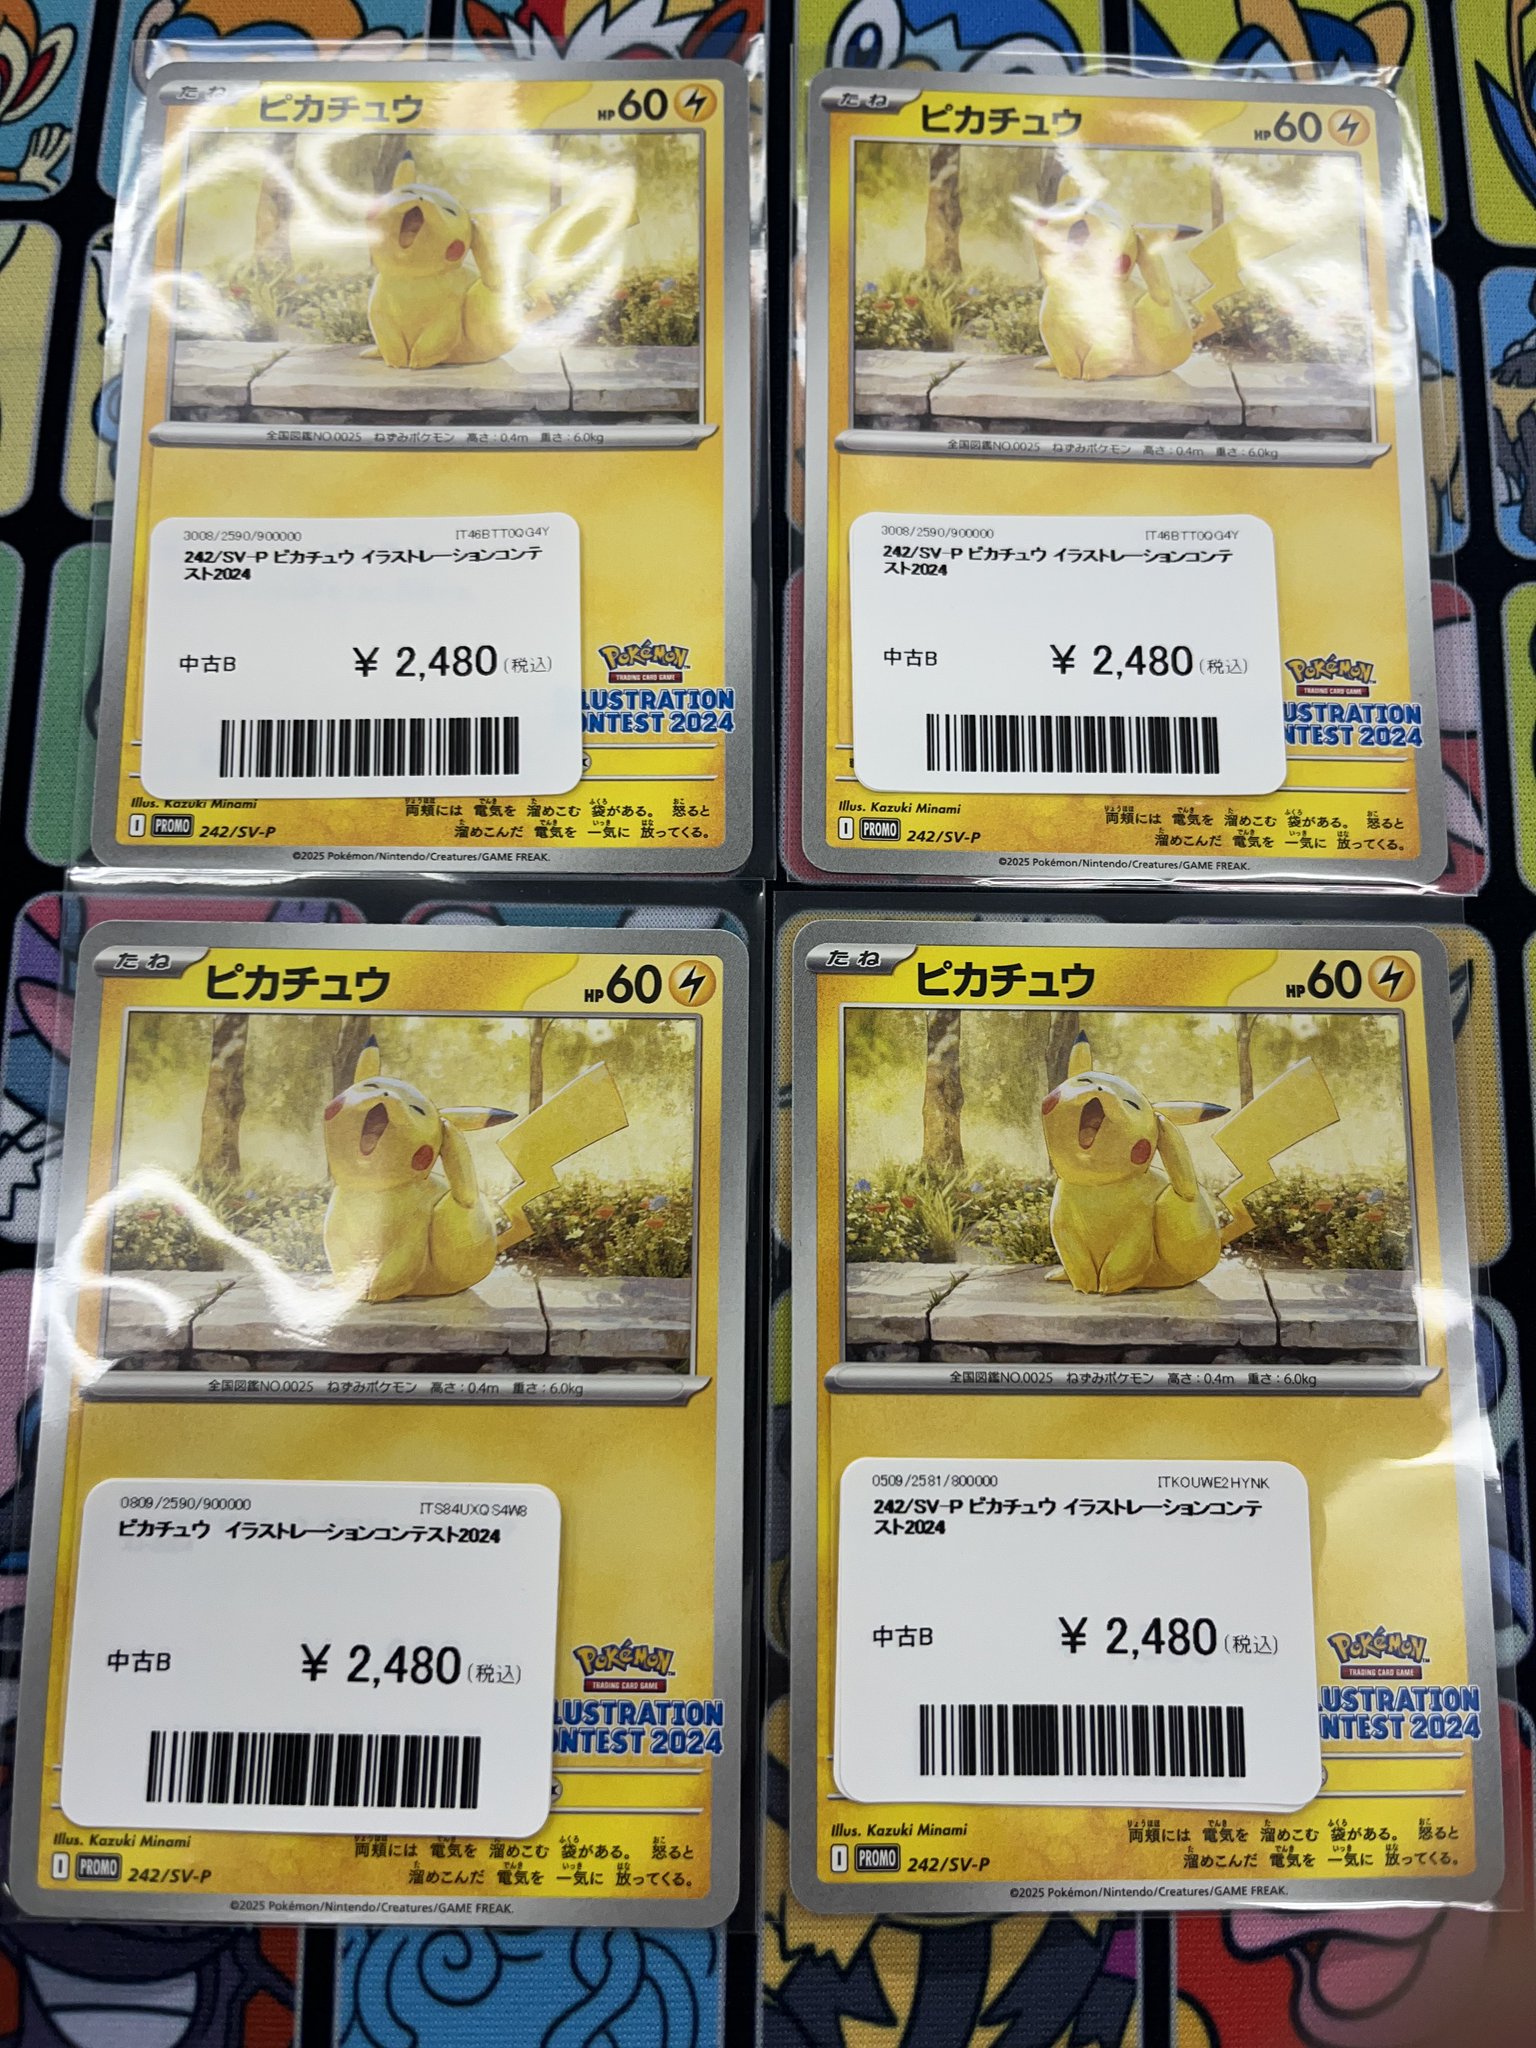 たね ピカチュウ HP60
全国図鑑NO.0025 ねずみポケモン 高さ:0.4m 重さ:6.0kg
3008/2590/900000 IT46BTT0QG4Y
242/SV-P ピカチュウ イラストレーションコンテ
スト2024
中古B ¥ 2,480(税込)
Pokémon
TRADING CARD GAME
LUSTRATION
ONTEST 2024
Illus. Kazuki Minami
両頬には 電気を 溜めこむ 袋がある。 怒ると
I PROMO 242/SV-P 溜めこんだ 電気を 一気に 放ってくる。
©2025 Pokémon/Nintendo/Creatures/GAME FREAK.
たね ピカチュウ HP60
全国図鑑NO.0025 ねずみポケモン 高さ:0.4m 重さ:6.0kg
3008/2590/900000 IT46BTT0QG4Y
242/SV-P ピカチュウ イラストレーションコンテ
スト2024
中古B ¥ 2,480(税込)
Pokémon
TRADING CARD GAME
USTRATION
NTEST 2024
Illus. Kazuki Minami
両頬には 電気を 溜めこむ 袋がある。 怒ると
I PROMO 242/SV-P 溜めこんだ 電気を 一気に 放ってくる。
©2025 Pokémon/Nintendo/Creatures/GAME FREAK.
たね ピカチュウ HP60
全国図鑑NO.0025 ねずみポケモン 高さ:0.4m 重さ:6.0kg
0809/2590/900000 ITS84UXQS4W8
ピカチュウ イラストレーションコンテスト2024
中古B ¥ 2,480(税込)
Pokémon
TRADING CARD GAME
LUSTRATION
ONTEST 2024
Illus. Kazuki Minami
両頬には 電気を 溜めこむ 袋がある。 怒ると
I PROMO 242/SV-P 溜めこんだ 電気を 一気に 放ってくる。
©2025 Pokémon/Nintendo/Creatures/GAME FREAK.
たね ピカチュウ HP60
全国図鑑NO.0025 ねずみポケモン 高さ:0.4m 重さ:6.0kg
0509/2581/800000 ITKOUWE2HYNK
242/SV-P ピカチュウ イラストレーションコンテ
スト2024
中古B ¥ 2,480(税込)
Pokémon
TRADING CARD GAME
USTRATION
NTEST 2024
Illus. Kazuki Minami
両頬には 電気を 溜めこむ 袋がある。 怒ると
I PROMO 242/SV-P 溜めこんだ 電気を 一気に 放ってくる。
©2025 Pokémon/Nintendo/Creatures/GAME FREAK.